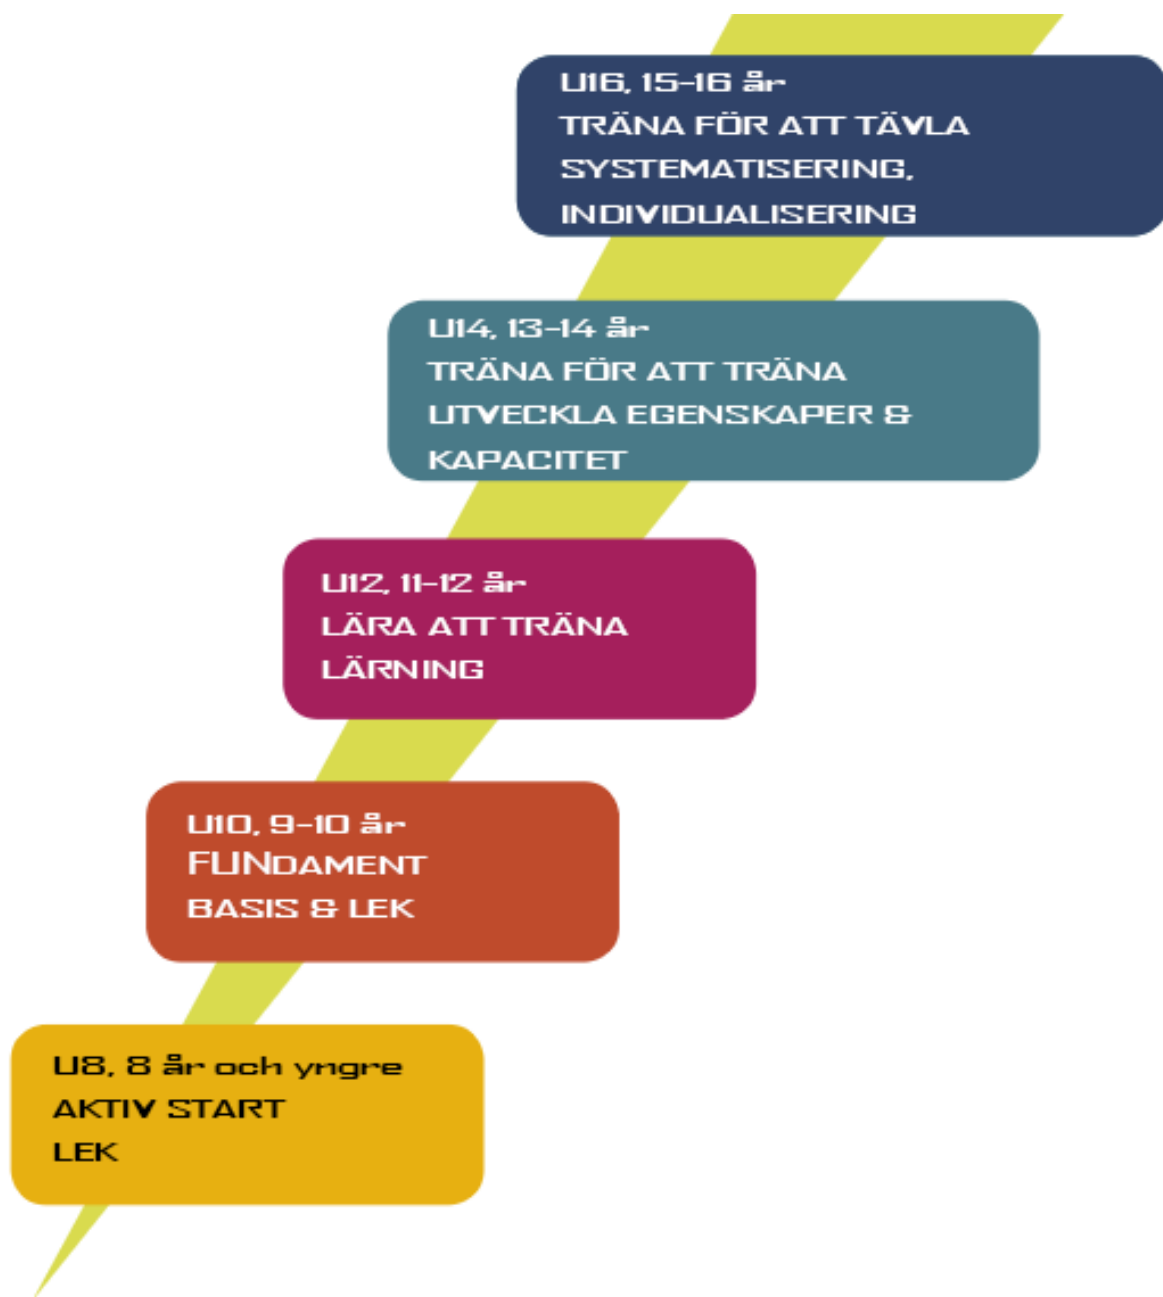 U16, 15-16 år
TRÄNA FÖR ATT TÄVLA
SYSTEMATISERING,
INDIVIDUALISERING
U14, 13-14 år
TRÄNA FÖR ATT TRÄNA
UTVECKLA EGENSKAPER &
KAPACITET
U12, 11-12 år
LÄRA ATT TRÄNA
LÄRNING
U10, 9-10 år
FUNDAMENT
BASIS & LEK
U8, 8 år och yngre
AKTIV START
LEK